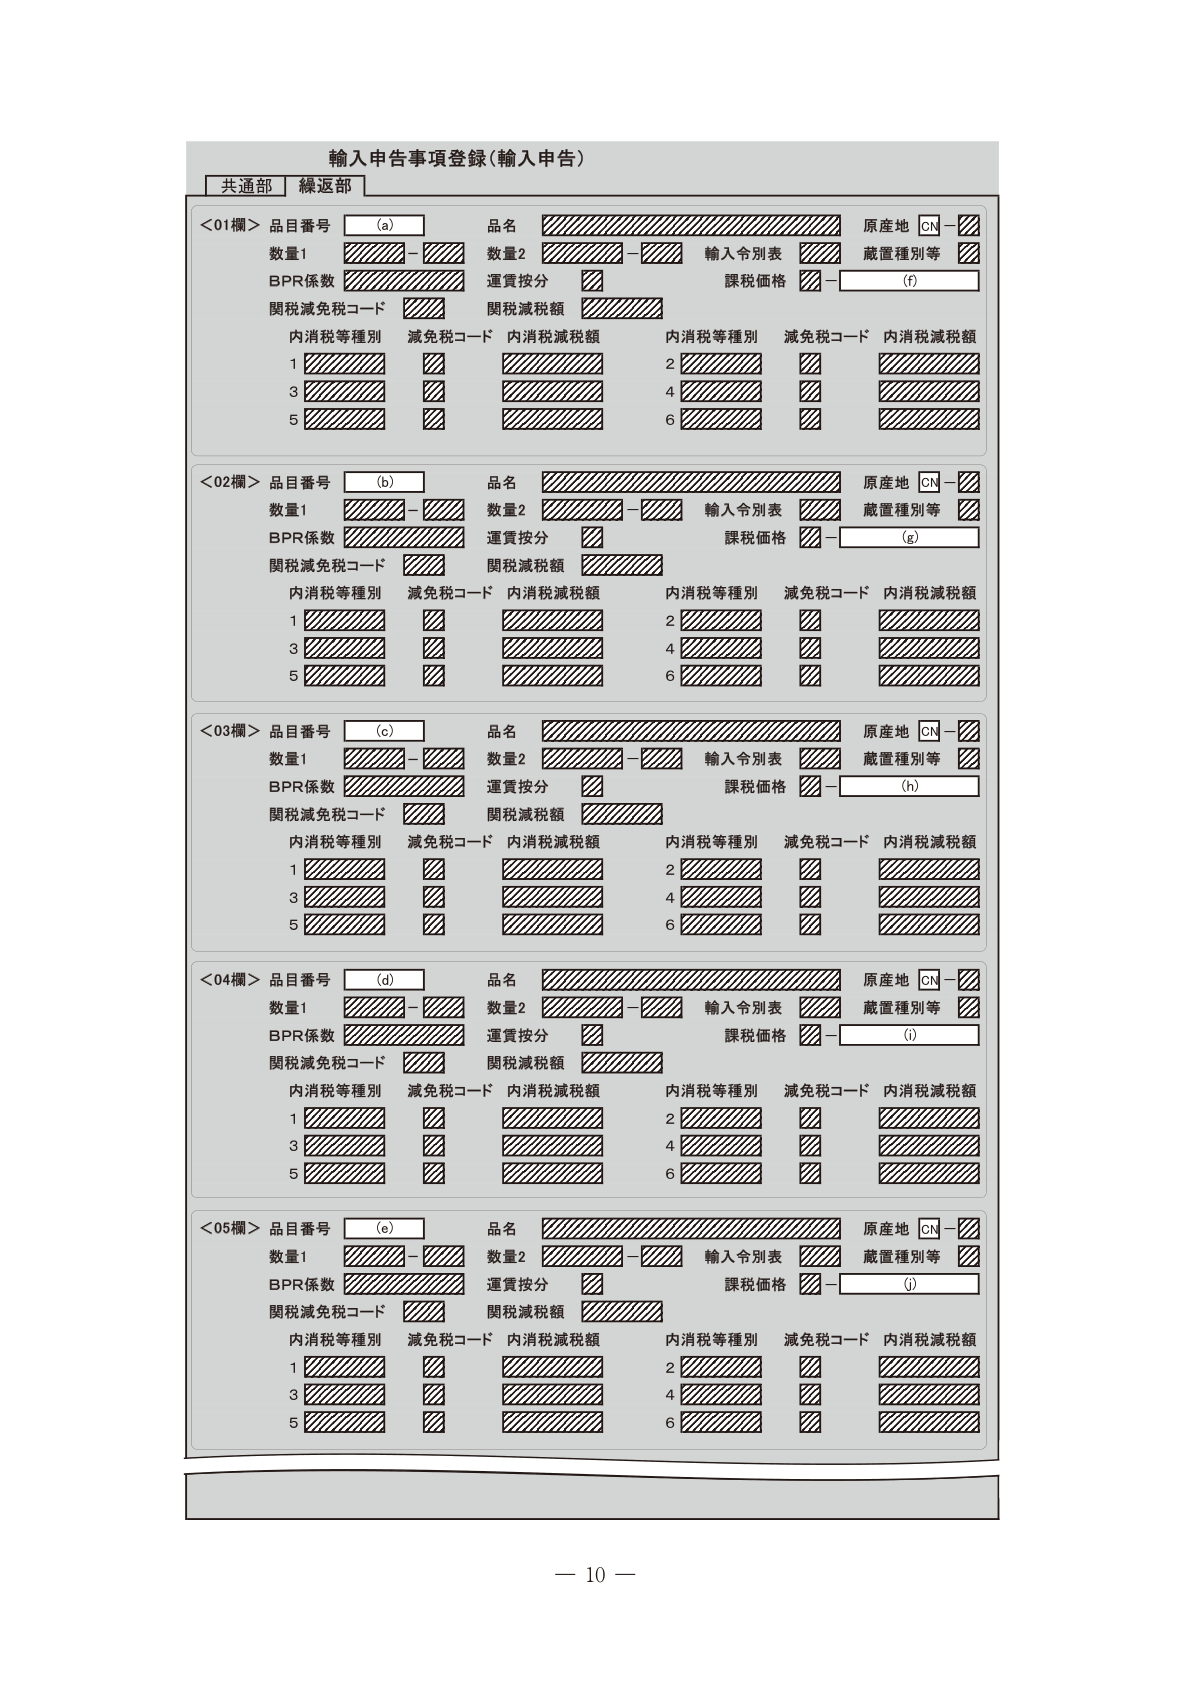 輸入申告事項登録(輸入申告)
共通部 繰返部
＜01欄＞ 品目番号 (a) 品名 原産地 CN －
数量1 － 数量2 － 輸入令別表 蔵置種別等
BPR係数 運賃按分 課税価格 － (f)
関税減免税コード 関税減税額
内消税等種別 減免税コード 内消税減税額 内消税等種別 減免税コード 内消税減税額
1 2
3 4
5 6
＜02欄＞ 品目番号 (b) 品名 原産地 CN －
数量1 － 数量2 － 輸入令別表 蔵置種別等
BPR係数 運賃按分 課税価格 － (g)
関税減免税コード 関税減税額
内消税等種別 減免税コード 内消税減税額 内消税等種別 減免税コード 内消税減税額
1 2
3 4
5 6
＜03欄＞ 品目番号 (c) 品名 原産地 CN －
数量1 － 数量2 － 輸入令別表 蔵置種別等
BPR係数 運賃按分 課税価格 － (h)
関税減免税コード 関税減税額
内消税等種別 減免税コード 内消税減税額 内消税等種別 減免税コード 内消税減税額
1 2
3 4
5 6
＜04欄＞ 品目番号 (d) 品名 原産地 CN －
数量1 － 数量2 － 輸入令別表 蔵置種別等
BPR係数 運賃按分 課税価格 － (i)
関税減免税コード 関税減税額
内消税等種別 減免税コード 内消税減税額 内消税等種別 減免税コード 内消税減税額
1 2
3 4
5 6
＜05欄＞ 品目番号 (e) 品名 原産地 CN －
数量1 － 数量2 － 輸入令別表 蔵置種別等
BPR係数 運賃按分 課税価格 － (j)
関税減免税コード 関税減税額
内消税等種別 減免税コード 内消税減税額 内消税等種別 減免税コード 内消税減税額
1 2
3 4
5 6
― 10 ―